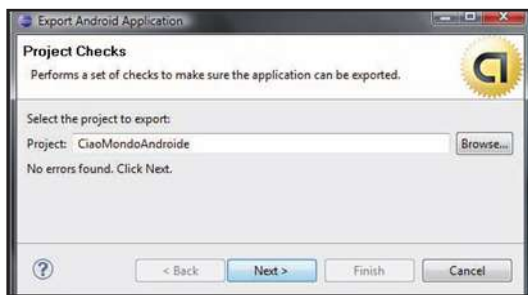 Export Android Application
Project Checks
Performs a set of checks to make sure the application can be exported.
Select the project to export:
Project: CiaoMondoAndroide Browse...
No errors found. Click Next.
? < Back Next > Finish Cancel